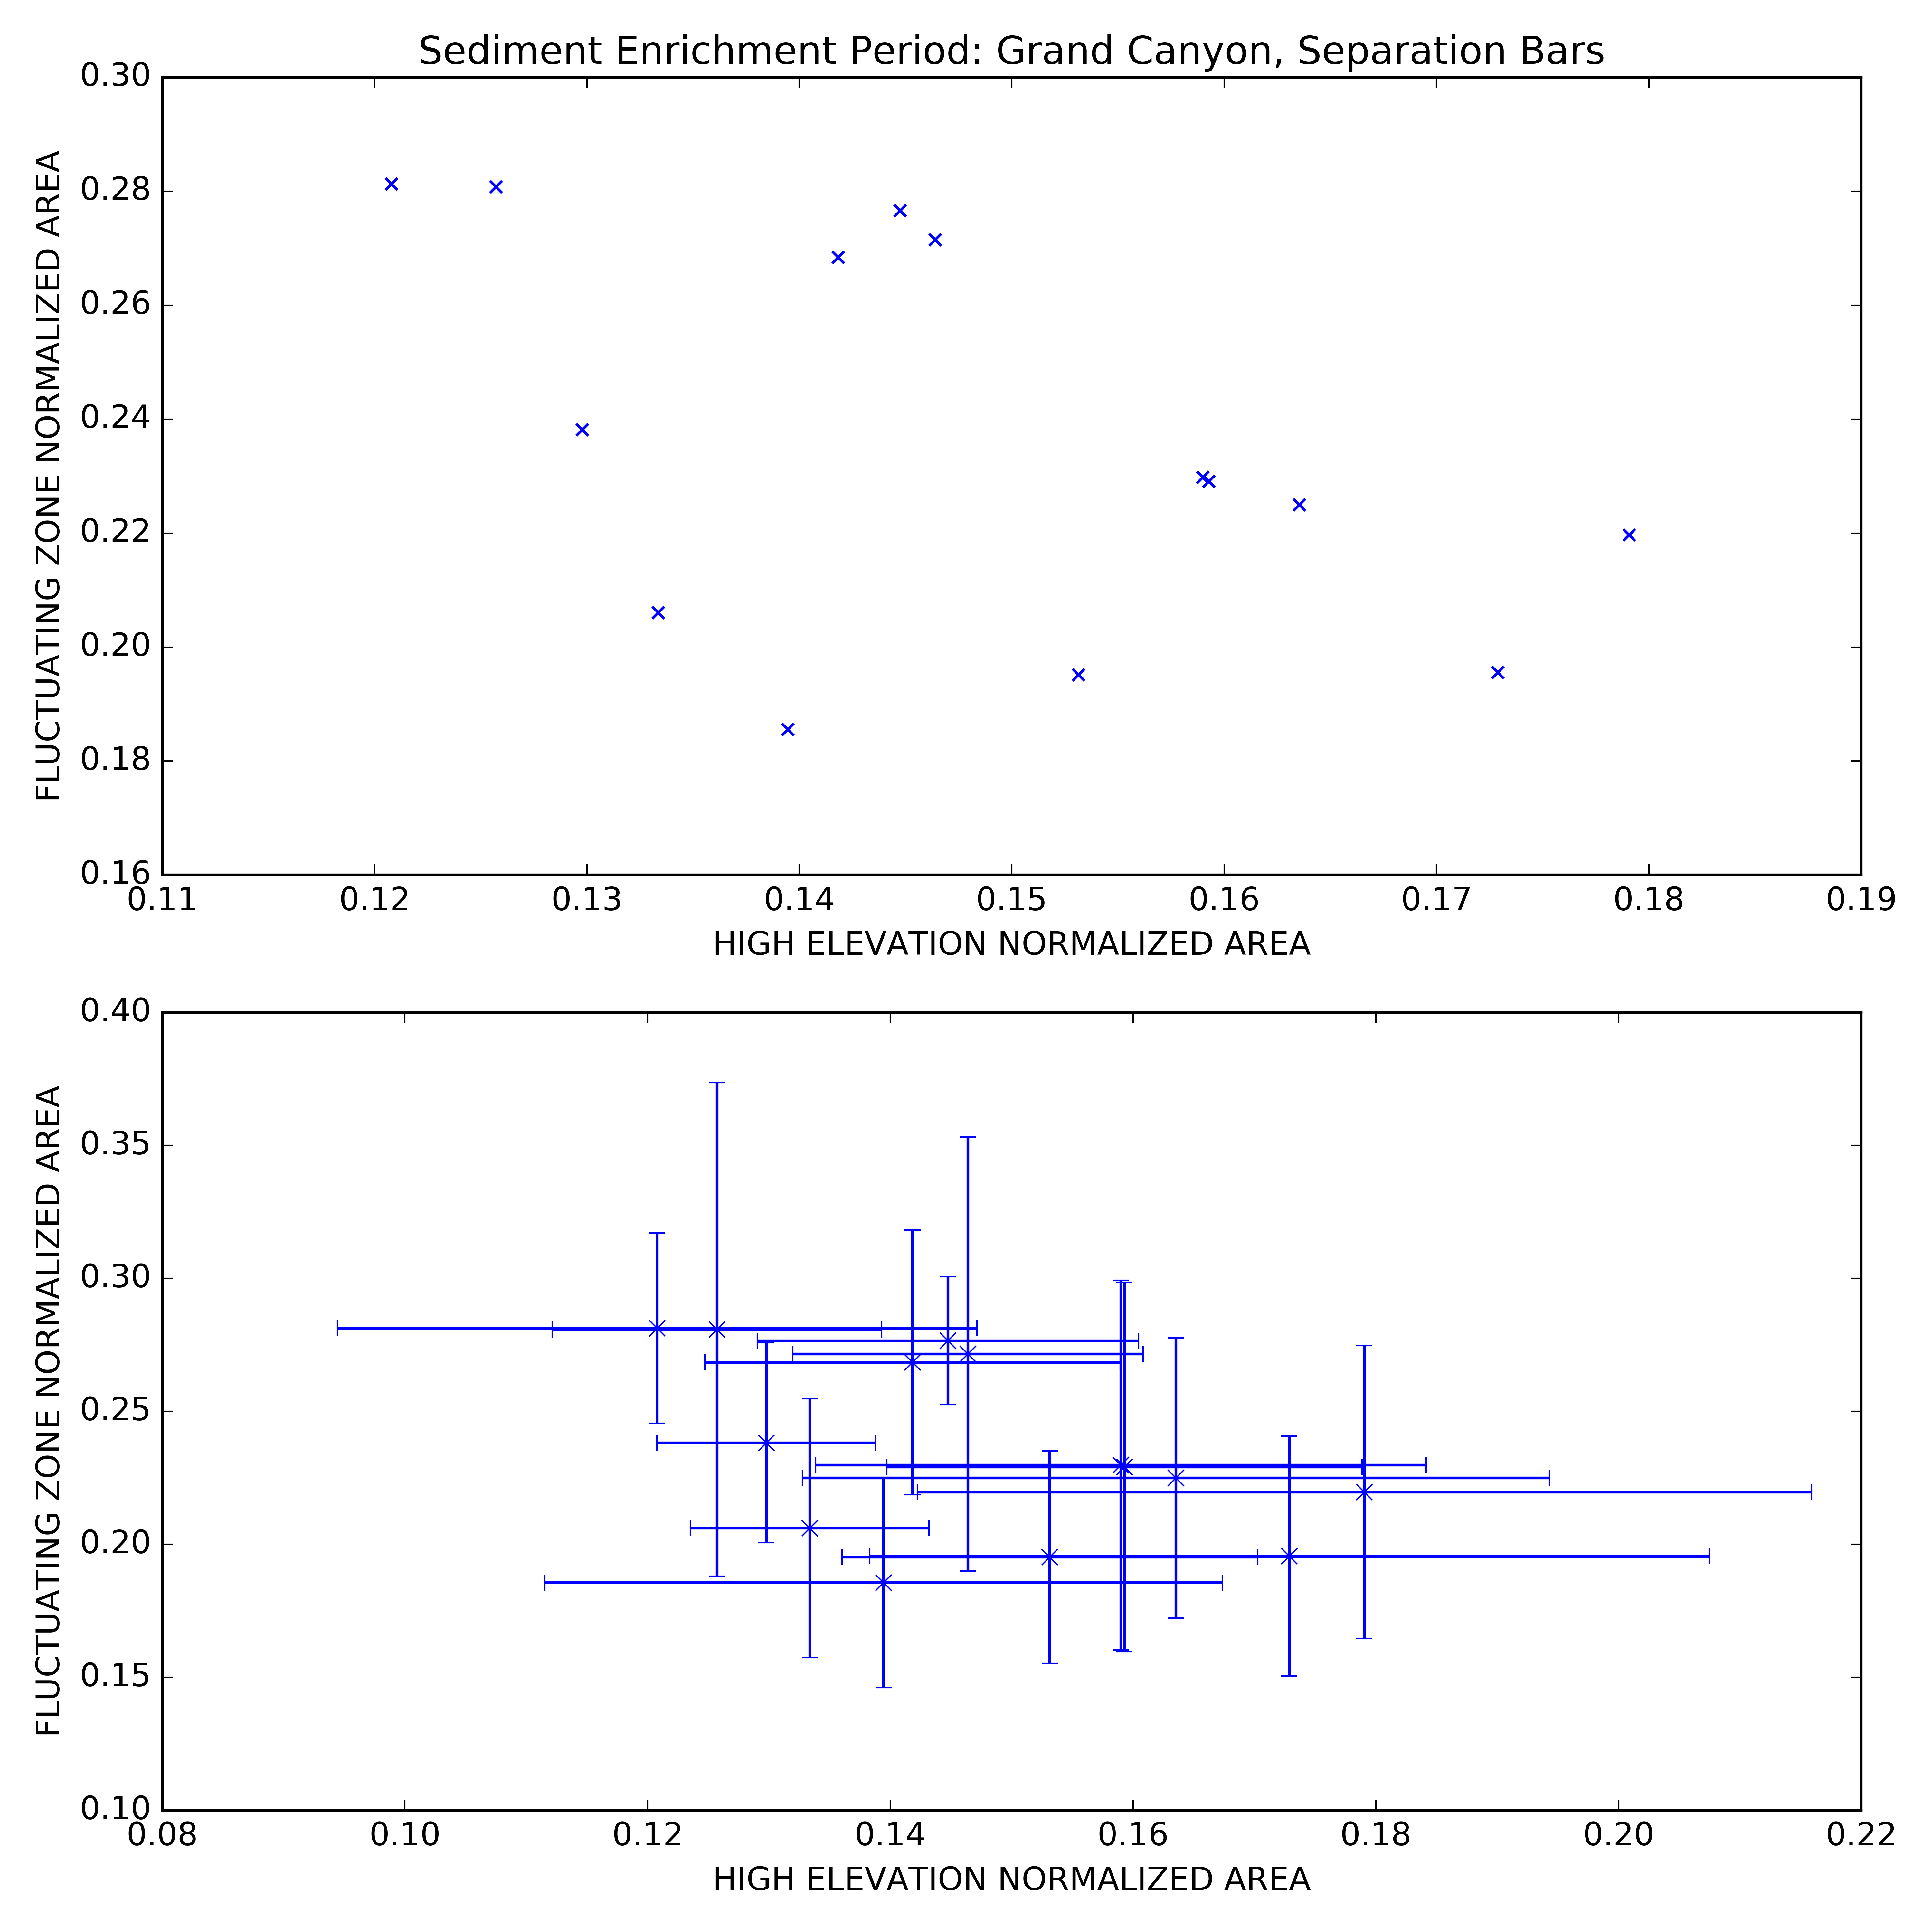 Sediment Enrichment Period: Grand Canyon, Separation Bars
0.30
0.28
0.26
0.24
0.22
0.20
0.18
0.16
FLUCTUATING ZONE NORMALIZED AREA
0.11 0.12 0.13 0.14 0.15 0.16 0.17 0.18 0.19
HIGH ELEVATION NORMALIZED AREA
0.40
0.35
0.30
0.25
0.20
0.15
0.10
FLUCTUATING ZONE NORMALIZED AREA
0.08 0.10 0.12 0.14 0.16 0.18 0.20 0.22
HIGH ELEVATION NORMALIZED AREA